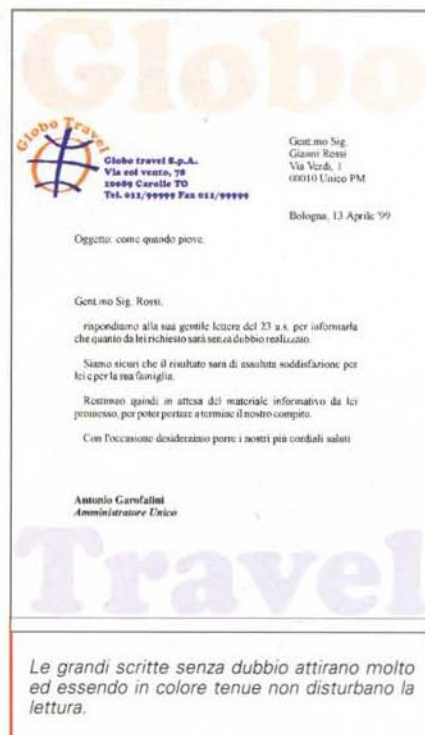 Globo
Globo Travel
Globo travel S.p.A.
Via col vento, 78
10089 Carolle TO
Tel. 011/99999 Fax 011/99999
Gent.mo Sig.
Gianni Rossi
Via Verdi, 1
00010 Unico PM
Bologna, 13 Aprile '99
Oggetto: come quando piove.
Gent.mo Sig. Rossi,
rispondiamo alla sua gentile lettera del 23 u.s. per informarla
che quanto da lei richiesto sarà senza dubbio realizzato.
Siamo sicuri che il risultato sarà di assoluta soddisfazione per
lei e per la sua famiglia.
Restiamo quindi in attesa del materiale informativo da lei
promesso, per poter portare a termine il nostro compito.
Con l'occasione desideriamo porre i nostri più cordiali saluti
Antonio Garofalini
Amministratore Unico
Travel
Le grandi scritte senza dubbio attirano molto
ed essendo in colore tenue non disturbano la
lettura.